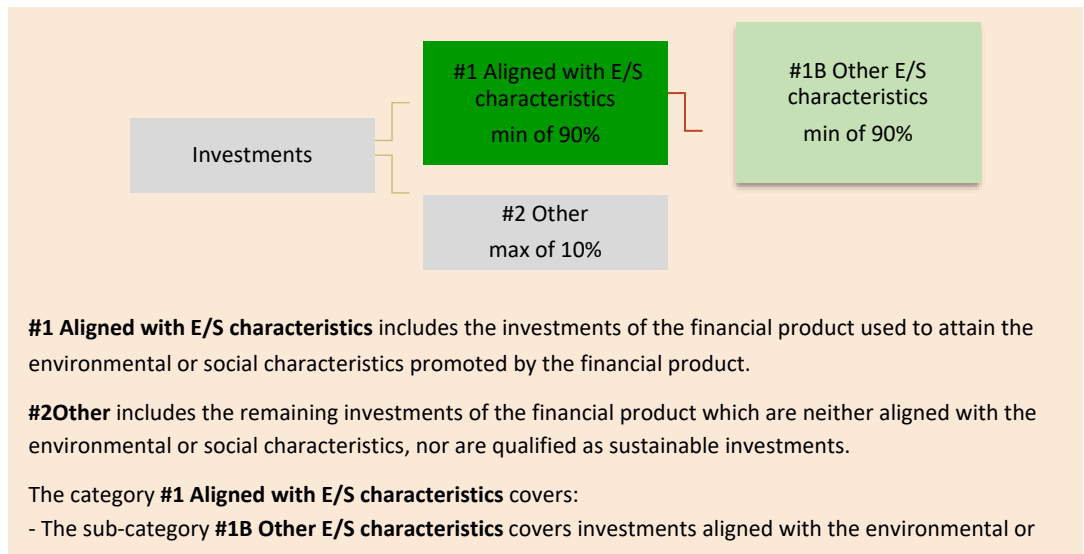 #1 Aligned with E/S
characteristics
min of 90%
#1B Other E/S
characteristics
min of 90%
Investments
#2 Other
max of 10%
#1 Aligned with E/S characteristics includes the investments of the financial product used to attain the
environmental or social characteristics promoted by the financial product.
#2Other includes the remaining investments of the financial product which are neither aligned with the
environmental or social characteristics, nor are qualified as sustainable investments.
The category #1 Aligned with E/S characteristics covers:
- The sub-category #1B Other E/S characteristics covers investments aligned with the environmental or